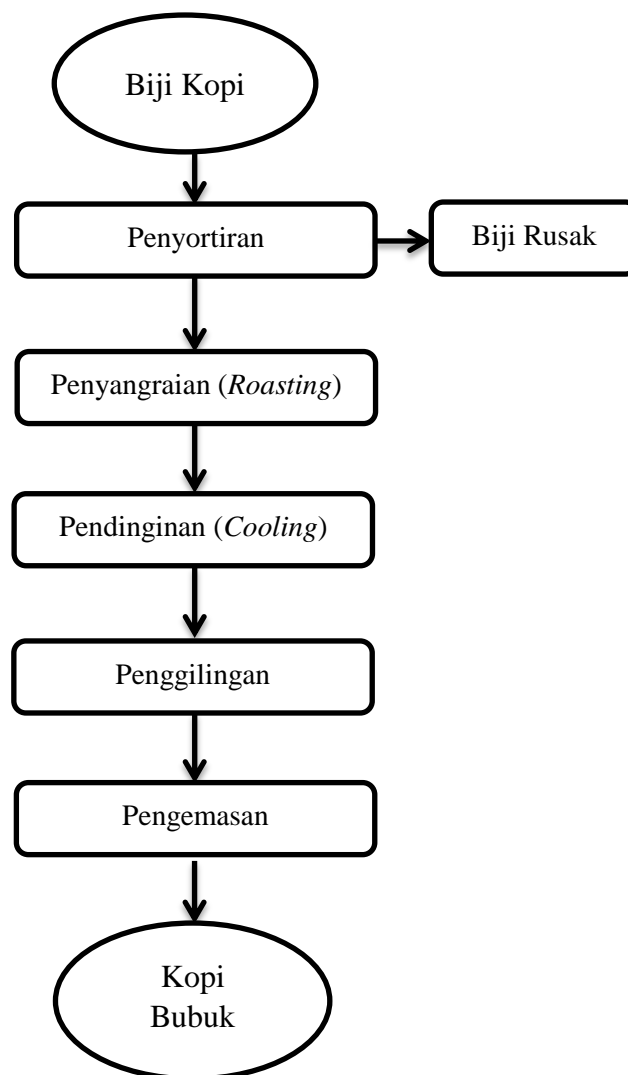 Biji Kopi
Penyortiran
Biji Rusak
Penyangraian (Roasting)
Pendinginan (Cooling)
Penggilingan
Pengemasan
Kopi
Bubuk